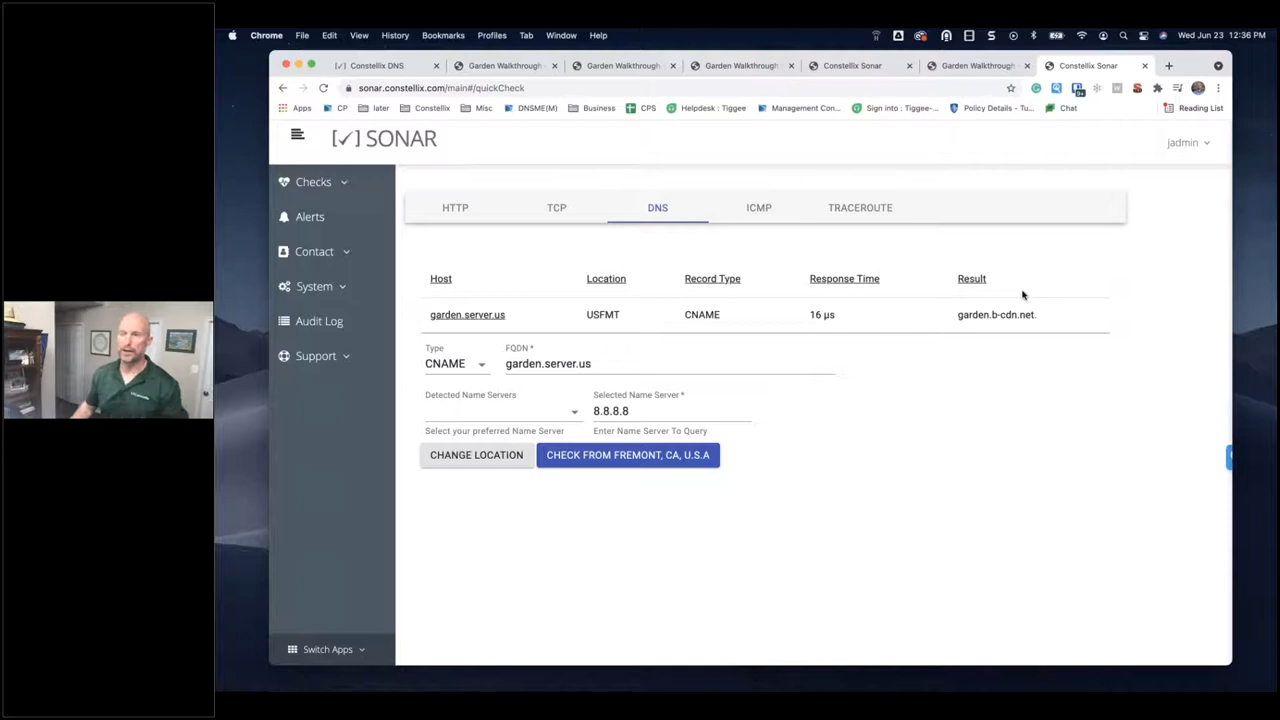 Chrome File Edit View History Bookmarks Profiles Tab Window Help Wed Jun 23 12:36 PM
Constellix DNS Garden Walkthrough Garden Walkthrough Garden Walkthrough Constellix Sonar Garden Walkthrough Constellix Sonar
sonar.constellix.com/main#/quickCheck
Apps CP later Constellix Misc DNSME(M) Business CPS Helpdesk : Tiggee Management Con... Sign into : Tiggee-... Policy Details - Tu... Chat Reading List
[✓] SONAR
jadmin
Checks
Alerts
Contact
System
Audit Log
Support
Switch Apps
HTTP TCP DNS ICMP TRACEROUTE
Host Location Record Type Response Time Result
garden.server.us USFMT CNAME 16 µs garden.b-cdn.net.
Type FQDN *
CNAME garden.server.us
Detected Name Servers Selected Name Server *
8.8.8.8
Select your preferred Name Server Enter Name Server To Query
CHANGE LOCATION CHECK FROM FREMONT, CA, U.S.A